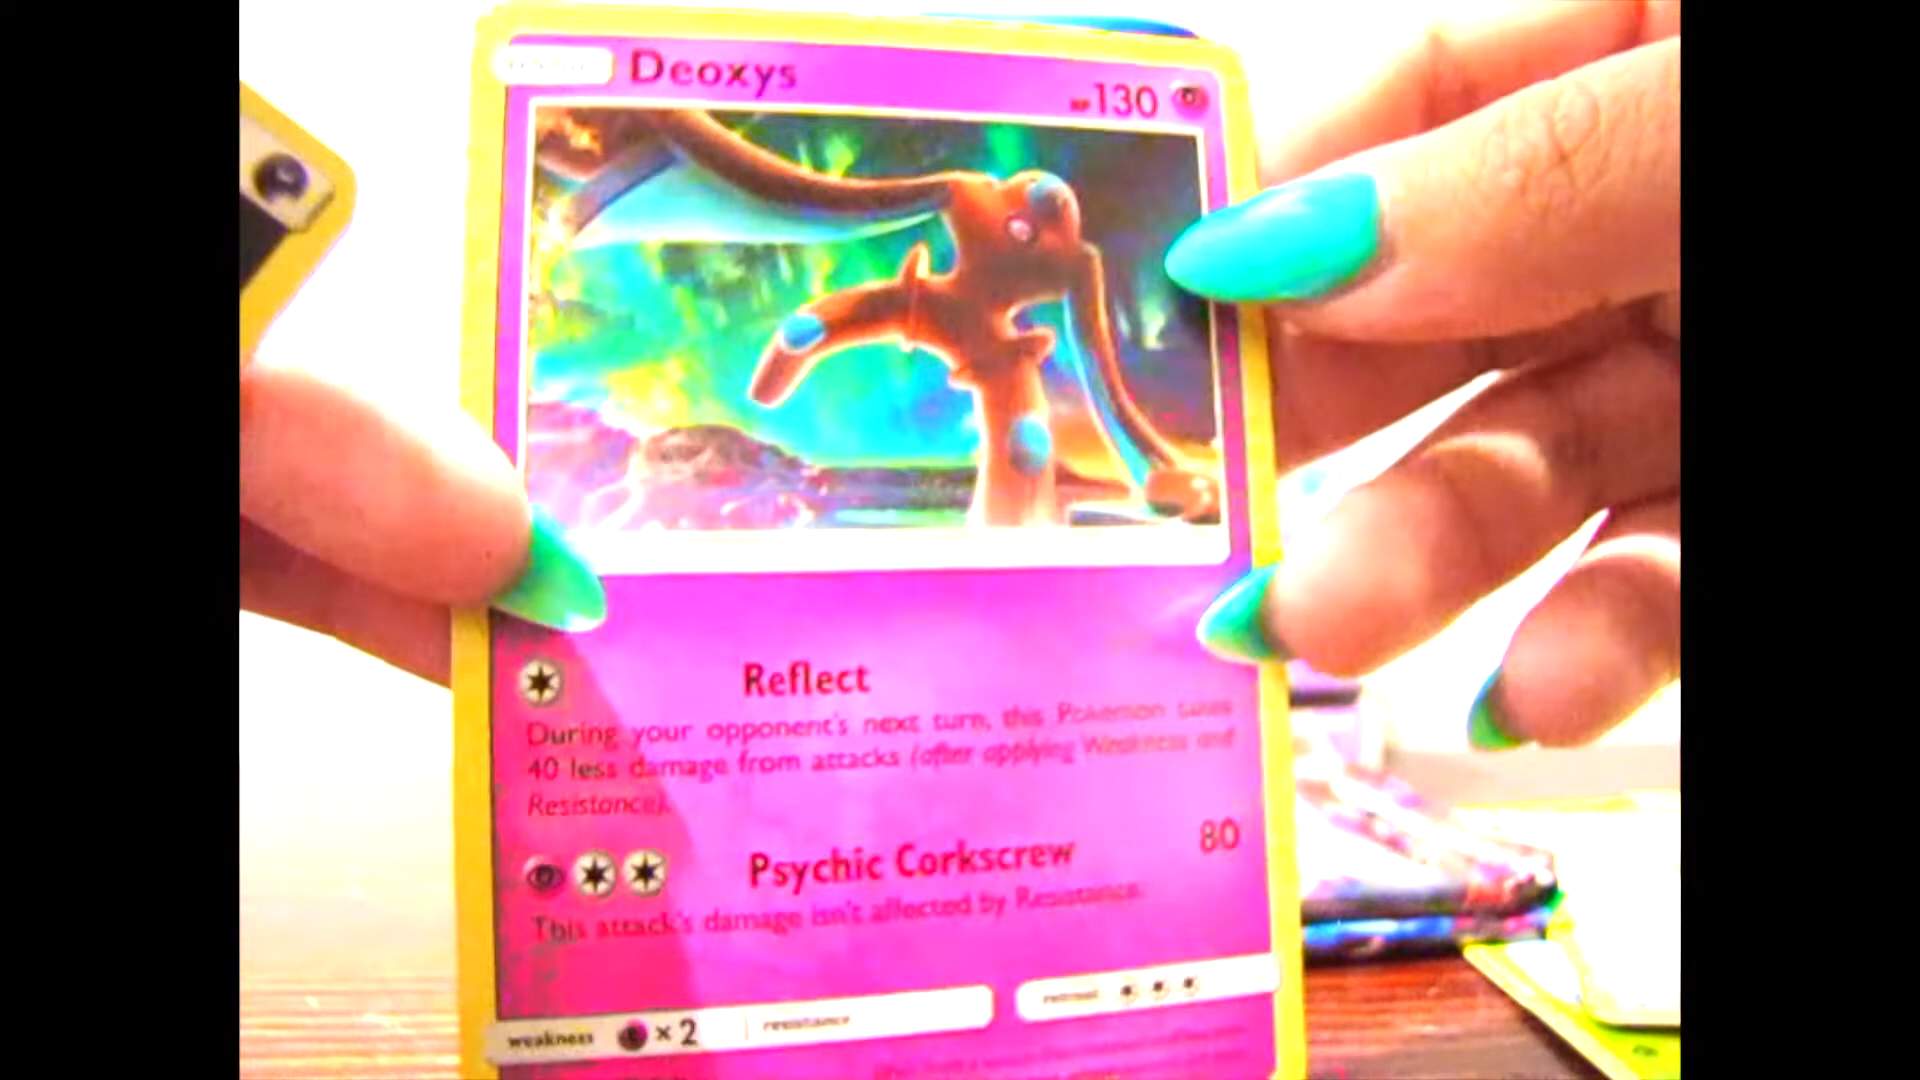 Deoxys
HP130
Reflect
During your opponent's next turn, this Pokémon takes
40 less damage from attacks (after applying Weakness and
Resistance).
Psychic Corkscrew 80
This attack's damage isn't affected by Resistance.
weakness ×2 resistance retreat